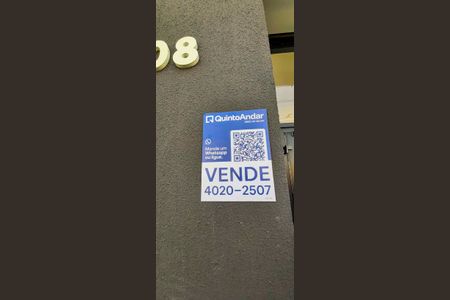 08
QuintoAndar
Mande um
Whatsapp
ou ligue.
VENDE
4020-2507